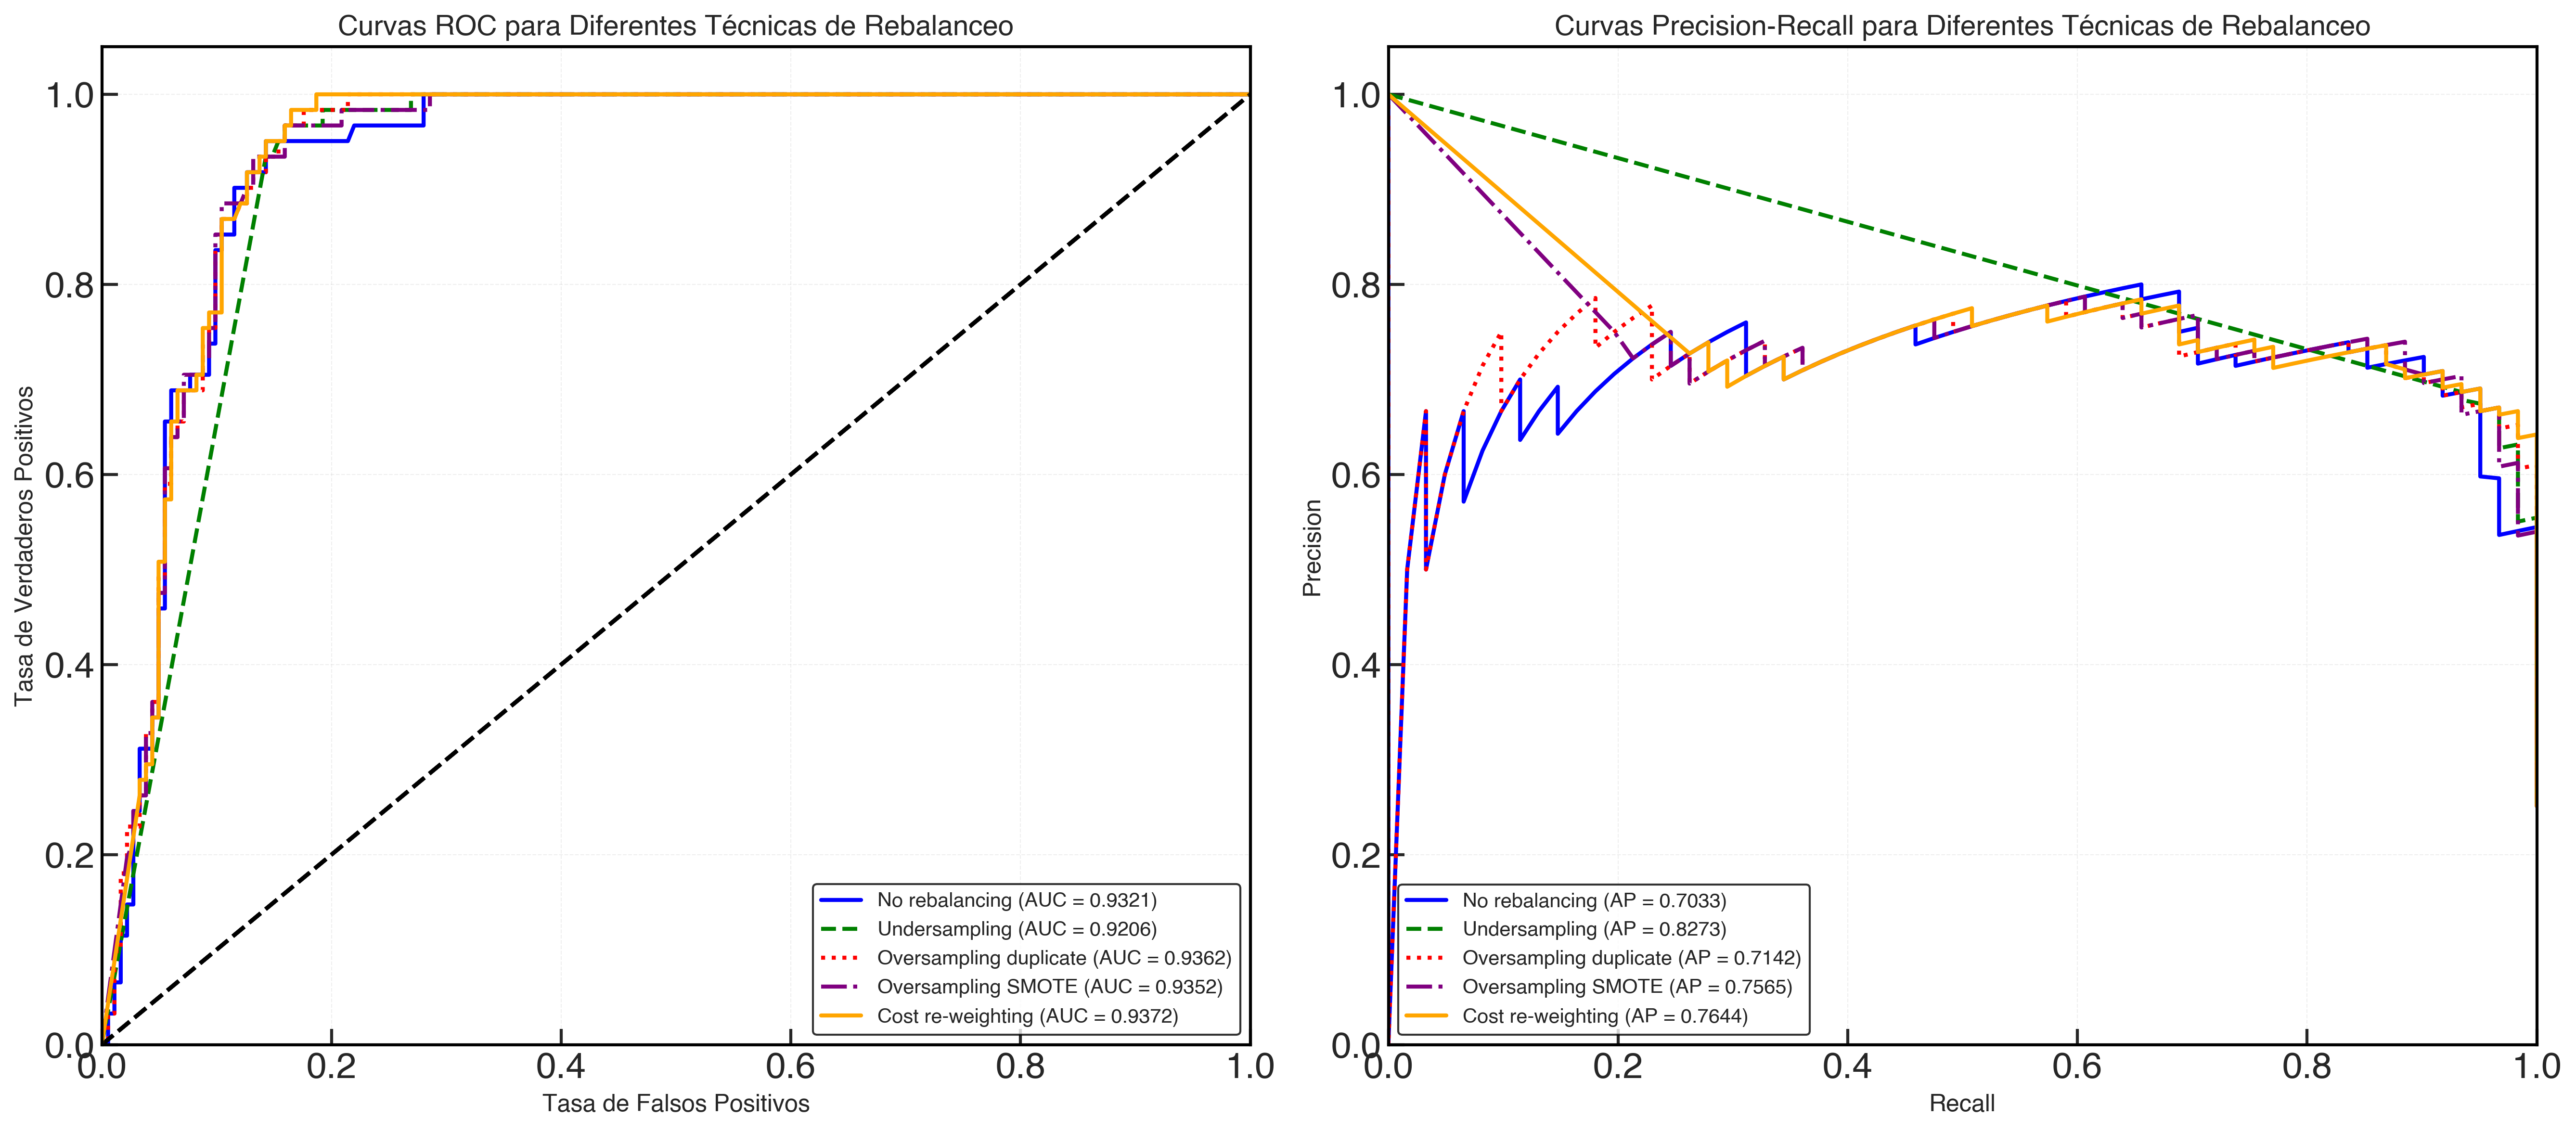 Curvas ROC para Diferentes Técnicas de Rebalanceo
Tasa de Verdaderos Positivos
1.0
0.8
0.6
0.4
0.2
0.0
0.0 0.2 0.4 0.6 0.8 1.0
Tasa de Falsos Positivos
No rebalancing (AUC = 0.9321)
Undersampling (AUC = 0.9206)
Oversampling duplicate (AUC = 0.9362)
Oversampling SMOTE (AUC = 0.9352)
Cost re-weighting (AUC = 0.9372)
Curvas Precision-Recall para Diferentes Técnicas de Rebalanceo
Precision
1.0
0.8
0.6
0.4
0.2
0.0
0.0 0.2 0.4 0.6 0.8 1.0
Recall
No rebalancing (AP = 0.7033)
Undersampling (AP = 0.8273)
Oversampling duplicate (AP = 0.7142)
Oversampling SMOTE (AP = 0.7565)
Cost re-weighting (AP = 0.7644)